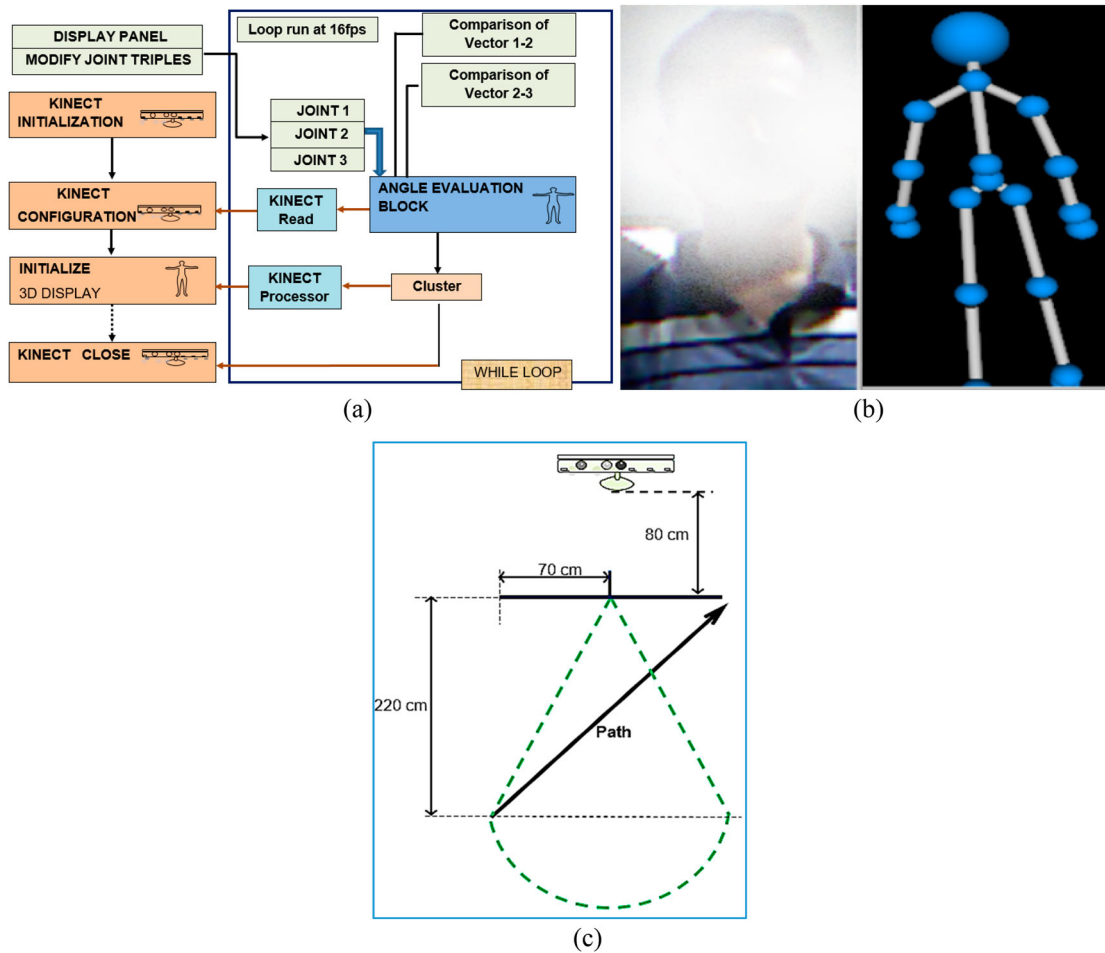 DISPLAY PANEL
MODIFY JOINT TRIPLES
KINECT
INITIALIZATION
KINECT
CONFIGURATION
INITIALIZE
3D DISPLAY
KINECT CLOSE
Loop run at 16fps
JOINT 1
JOINT 2
JOINT 3
KINECT
Read
KINECT
Processor
Comparison of
Vector 1-2
Comparison of
Vector 2-3
ANGLE EVALUATION
BLOCK
Cluster
WHILE LOOP
(a)
(b)
80 cm
70 cm
220 cm
Path
(c)